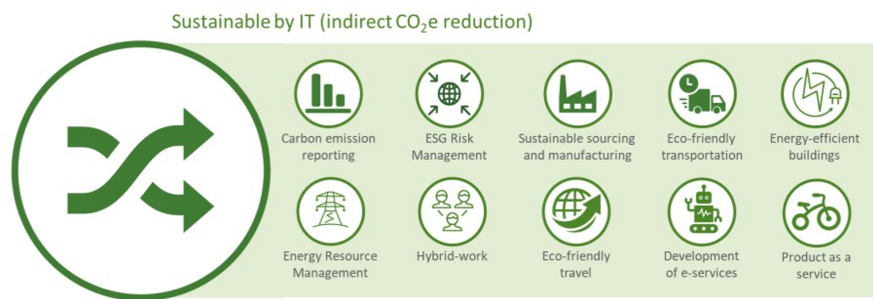 Sustainable by IT (indirect CO₂e reduction)
Carbon emission
reporting
ESG Risk
Management
Sustainable sourcing
and manufacturing
Eco-friendly
transportation
Energy-efficient
buildings
Energy Resource
Management
Hybrid-work
Eco-friendly
travel
Development
of e-services
Product as a
service